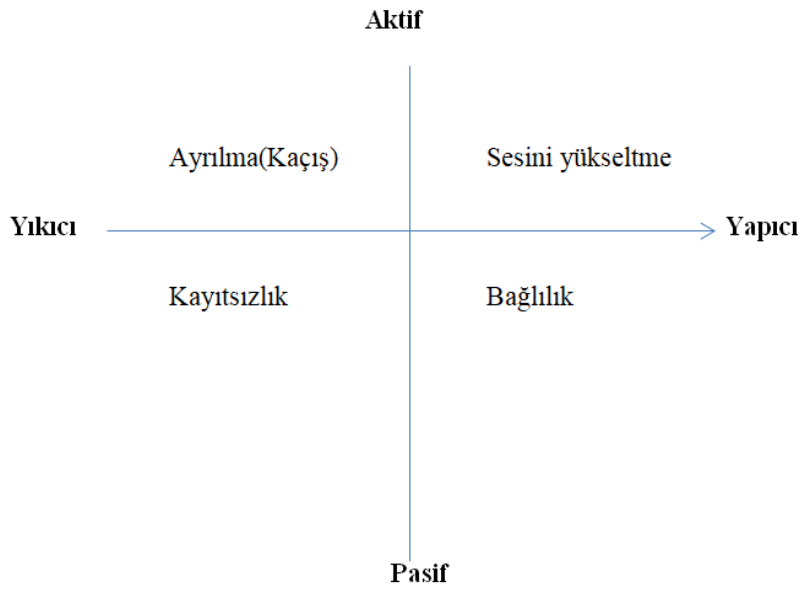 Aktif
Ayrılma(Kaçış) Sesini yükseltme
Yıkıcı Yapıcı
Kayıtsızlık Bağlılık
Pasif